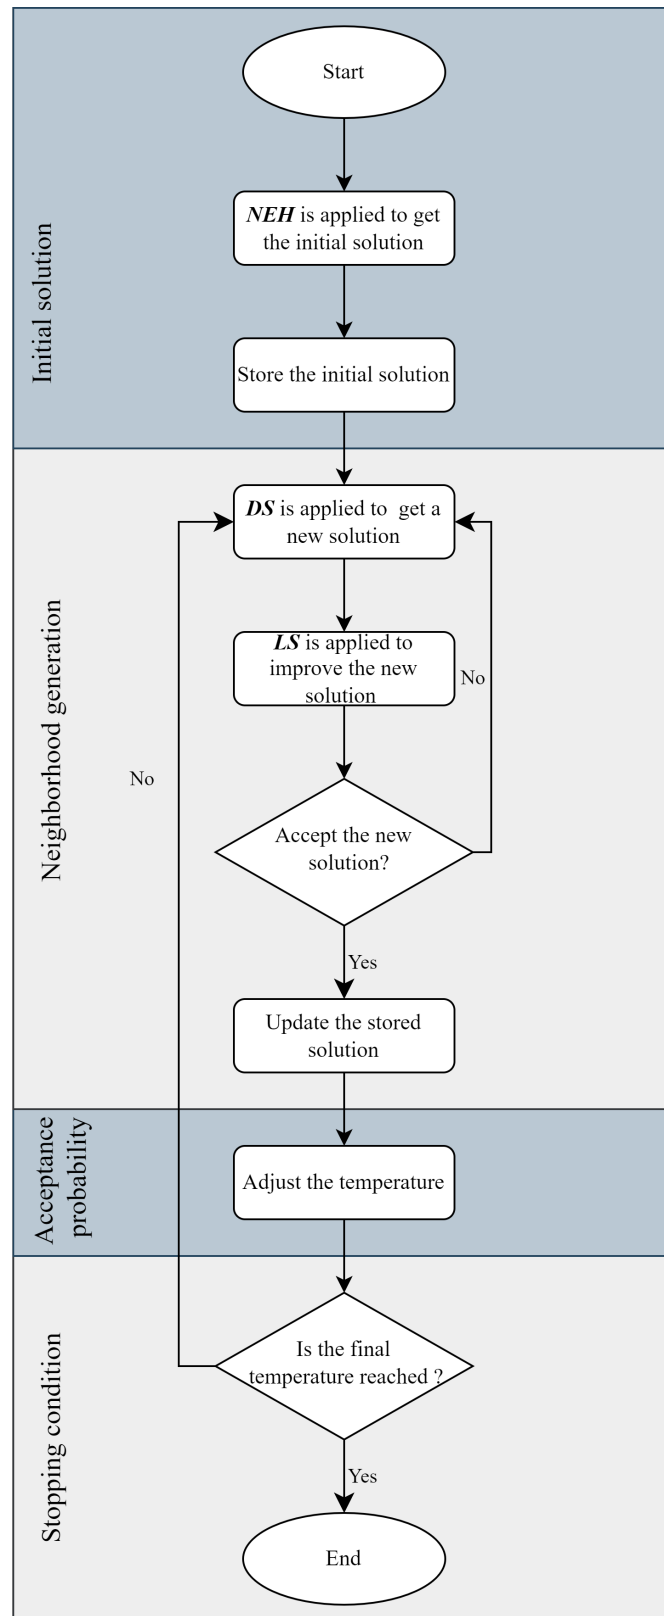 Start
Initial solution
NEH is applied to get
the initial solution
Store the initial solution
DS is applied to  get a
new solution
Neighborhood generation
LS is applied to
improve the new
solution
No
No
Accept the new
solution?
Yes
Update the stored
solution
Acceptance
probability
Adjust the temperature
Stopping condition
Is the final
temperature reached ?
Yes
End